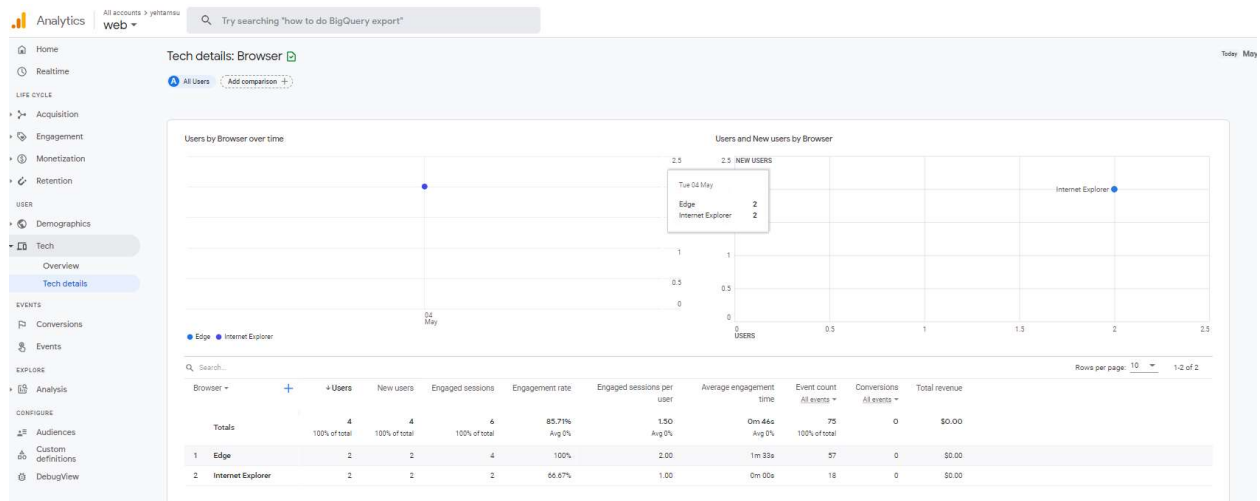 All accounts > yehtamsu
Analytics
web
Try searching "how to do BigQuery export"
Home
Realtime
LIFE CYCLE
Acquisition
Engagement
Monetization
Retention
USER
Demographics
Tech
Overview
Tech details
EVENTS
Conversions
Events
EXPLORE
Analysis
CONFIGURE
Audiences
Custom
definitions
DebugView
Tech details: Browser
Today May
A All Users Add comparison +
Users by Browser over time
2.5
1
0.5
0
04
May
Edge Internet Explorer
Tue 04 May
Edge 2
Internet Explorer 2
Users and New users by Browser
2.5 NEW USERS
Internet Explorer
1
0.5
0
0 0.5 1 1.5 2 2.5
USERS
Search...
Rows per page: 10 1-2 of 2
Browser + ↓Users New users Engaged sessions Engagement rate Engaged sessions per Average engagement Event count Conversions Total revenue
user time All events All events
Totals 4 4 6 85.71% 1.50 0m 46s 75 0 $0.00
100% of total 100% of total 100% of total Avg 0% Avg 0% Avg 0% 100% of total
1 Edge 2 2 4 100% 2.00 1m 33s 57 0 $0.00
2 Internet Explorer 2 2 2 66.67% 1.00 0m 00s 18 0 $0.00